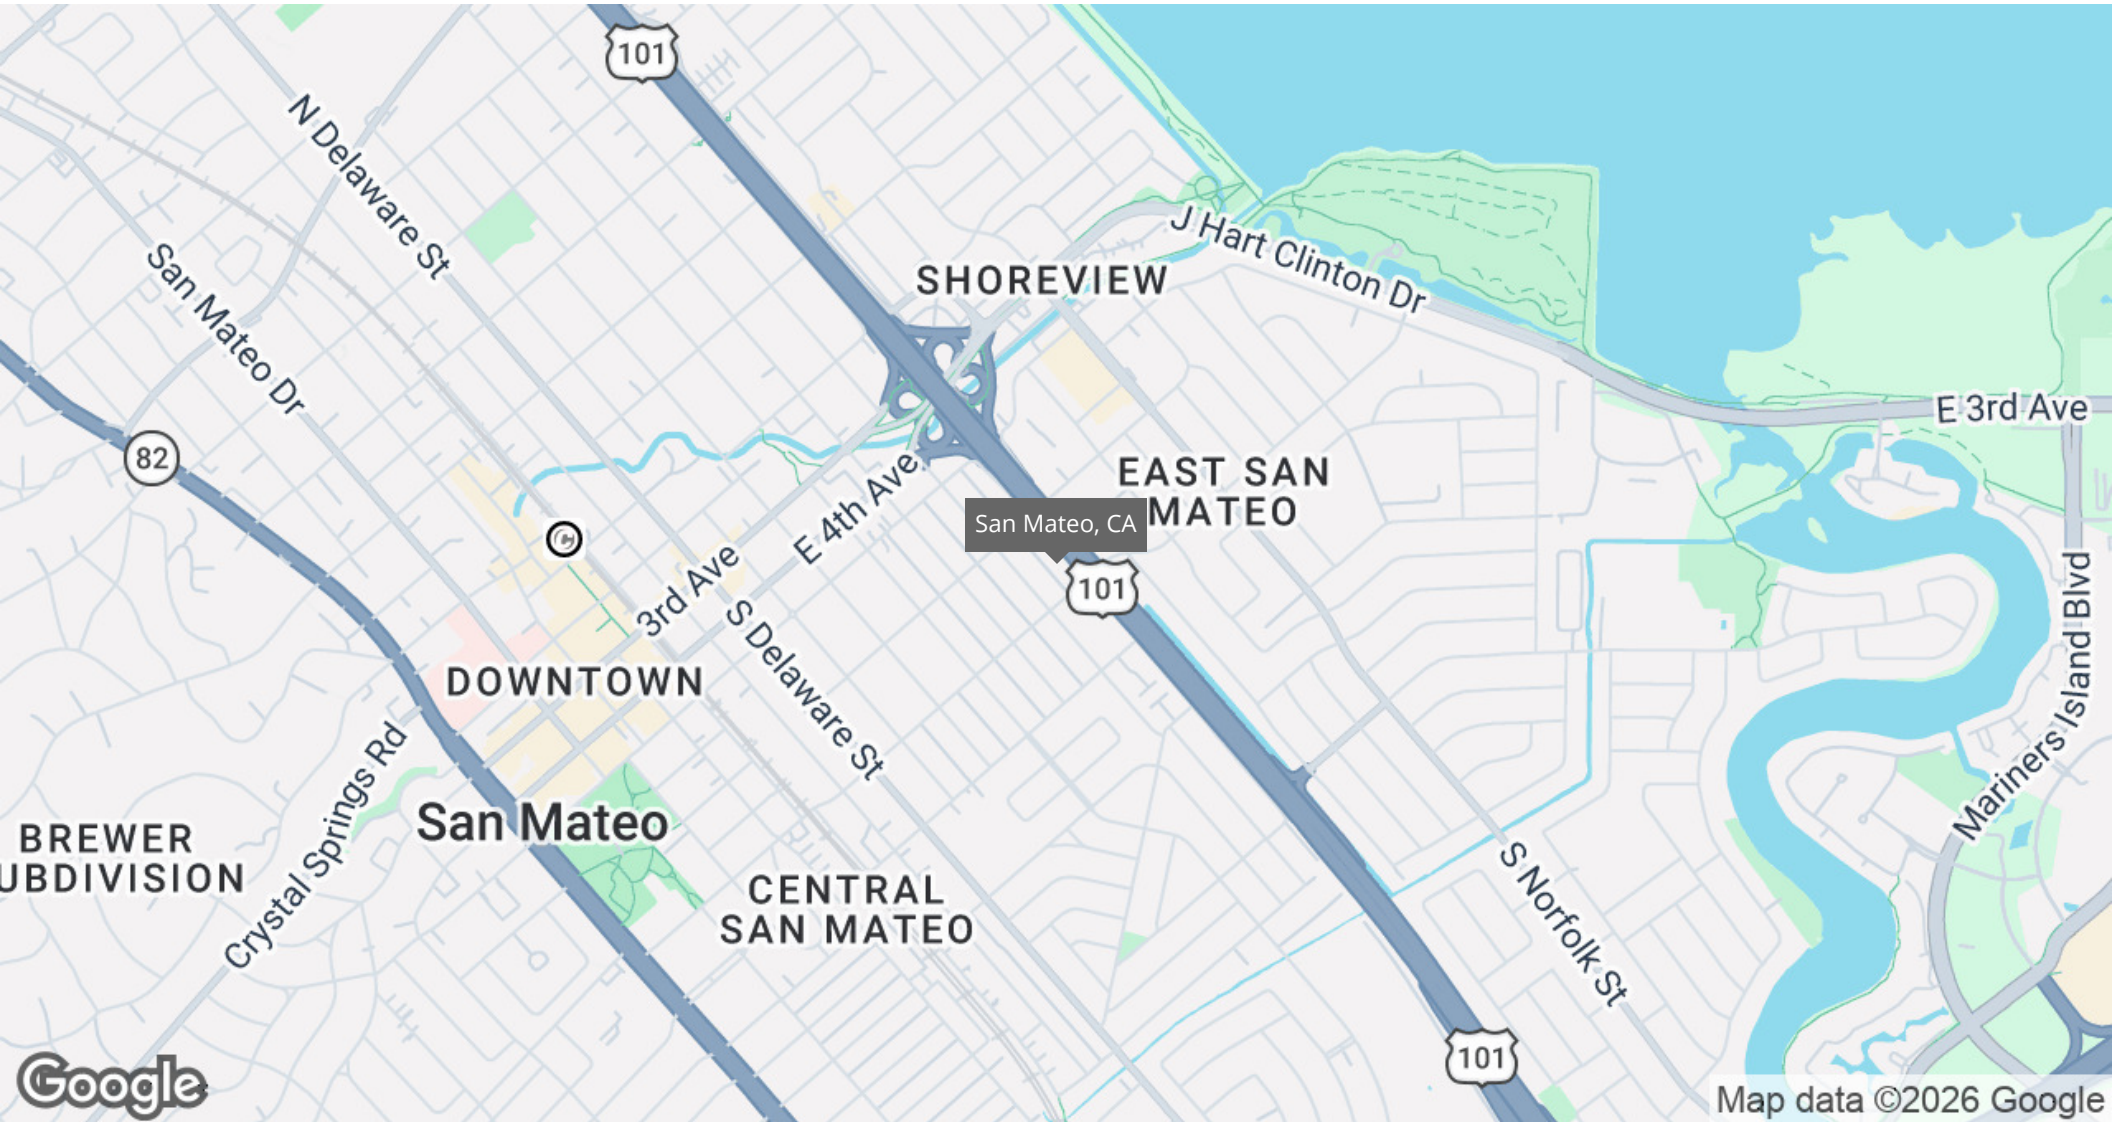 101
N Delaware St
San Mateo Dr
J Hart Clinton Dr
SHOREVIEW
E 3rd Ave
82
EAST SAN
MATEO
E 4th Ave
San Mateo, CA
3rd Ave
101
S Delaware St
DOWNTOWN
Mariners Island Blvd
Crystal Springs Rd
San Mateo
BREWER
UBDIVISION
CENTRAL
SAN MATEO
S Norfolk St
101
Google
Map data ©2026 Google